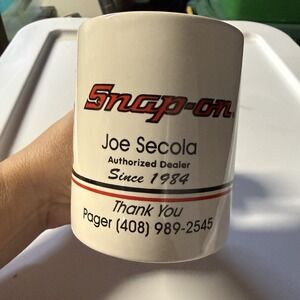 Snap-on
Joe Secola
Authorized Dealer
Since 1984
Thank You
Pager (408) 989-2545